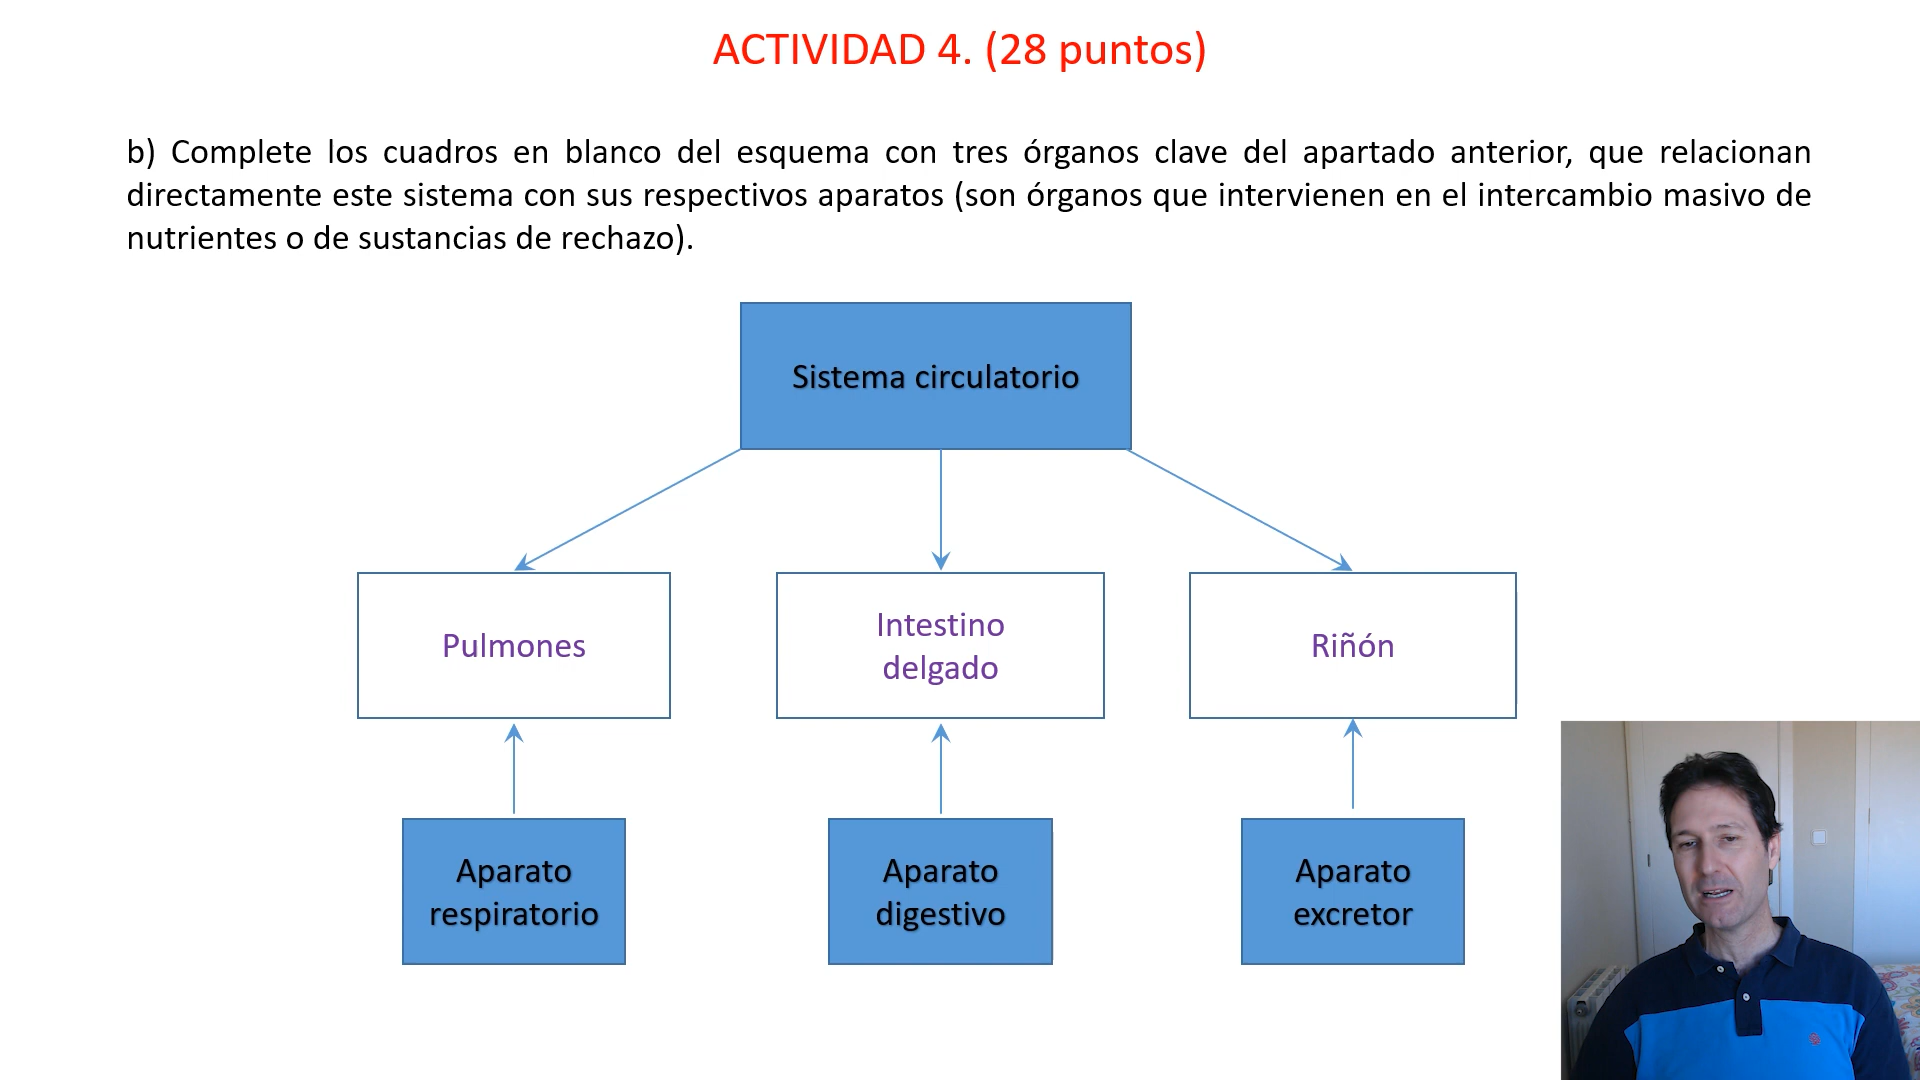 ACTIVIDAD 4. (28 puntos)
b) Complete los cuadros en blanco del esquema con tres órganos clave del apartado anterior, que relacionan
directamente este sistema con sus respectivos aparatos (son órganos que intervienen en el intercambio masivo de
nutrientes o de sustancias de rechazo).
Sistema circulatorio
Pulmones
Intestino
delgado
Riñón
Aparato
respiratorio
Aparato
digestivo
Aparato
excretor